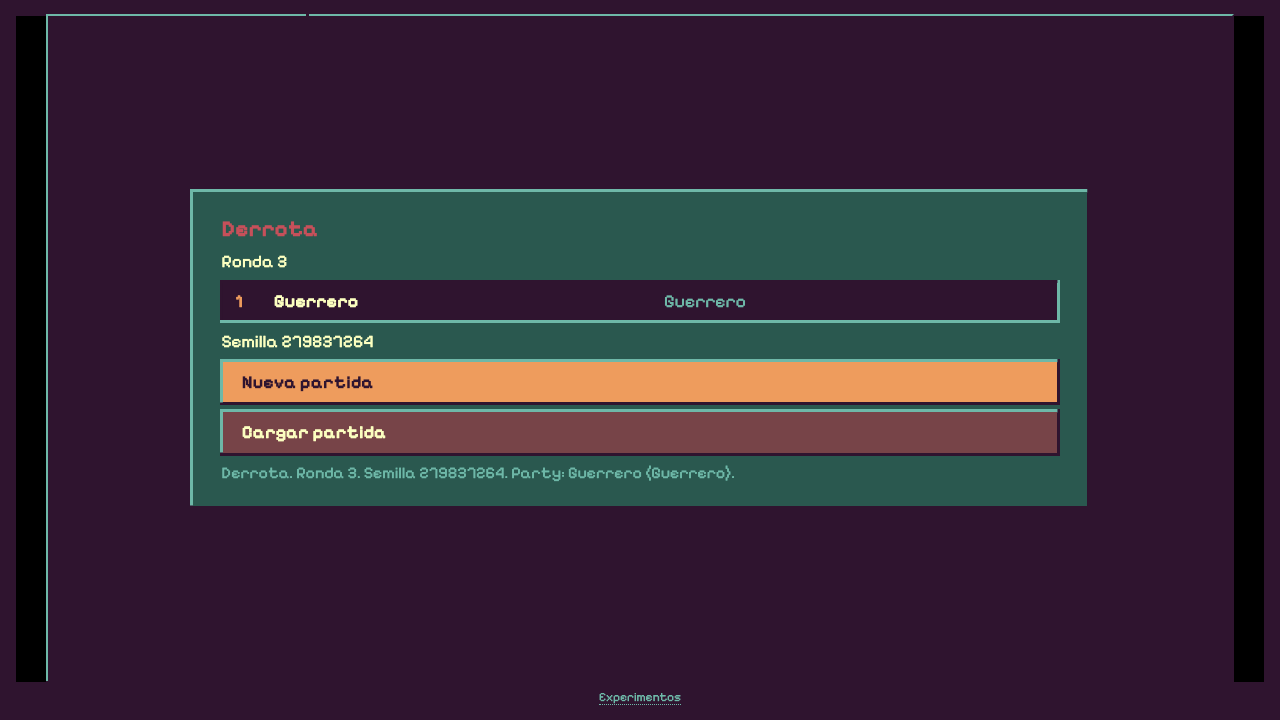 Derrota
Ronda 3
1 Guerrero Guerrero
Semilla 279837264
Nueva partida
Cargar partida
Derrota. Ronda 3. Semilla 279837264. Party: Guerrero (Guerrero).
Experimentos